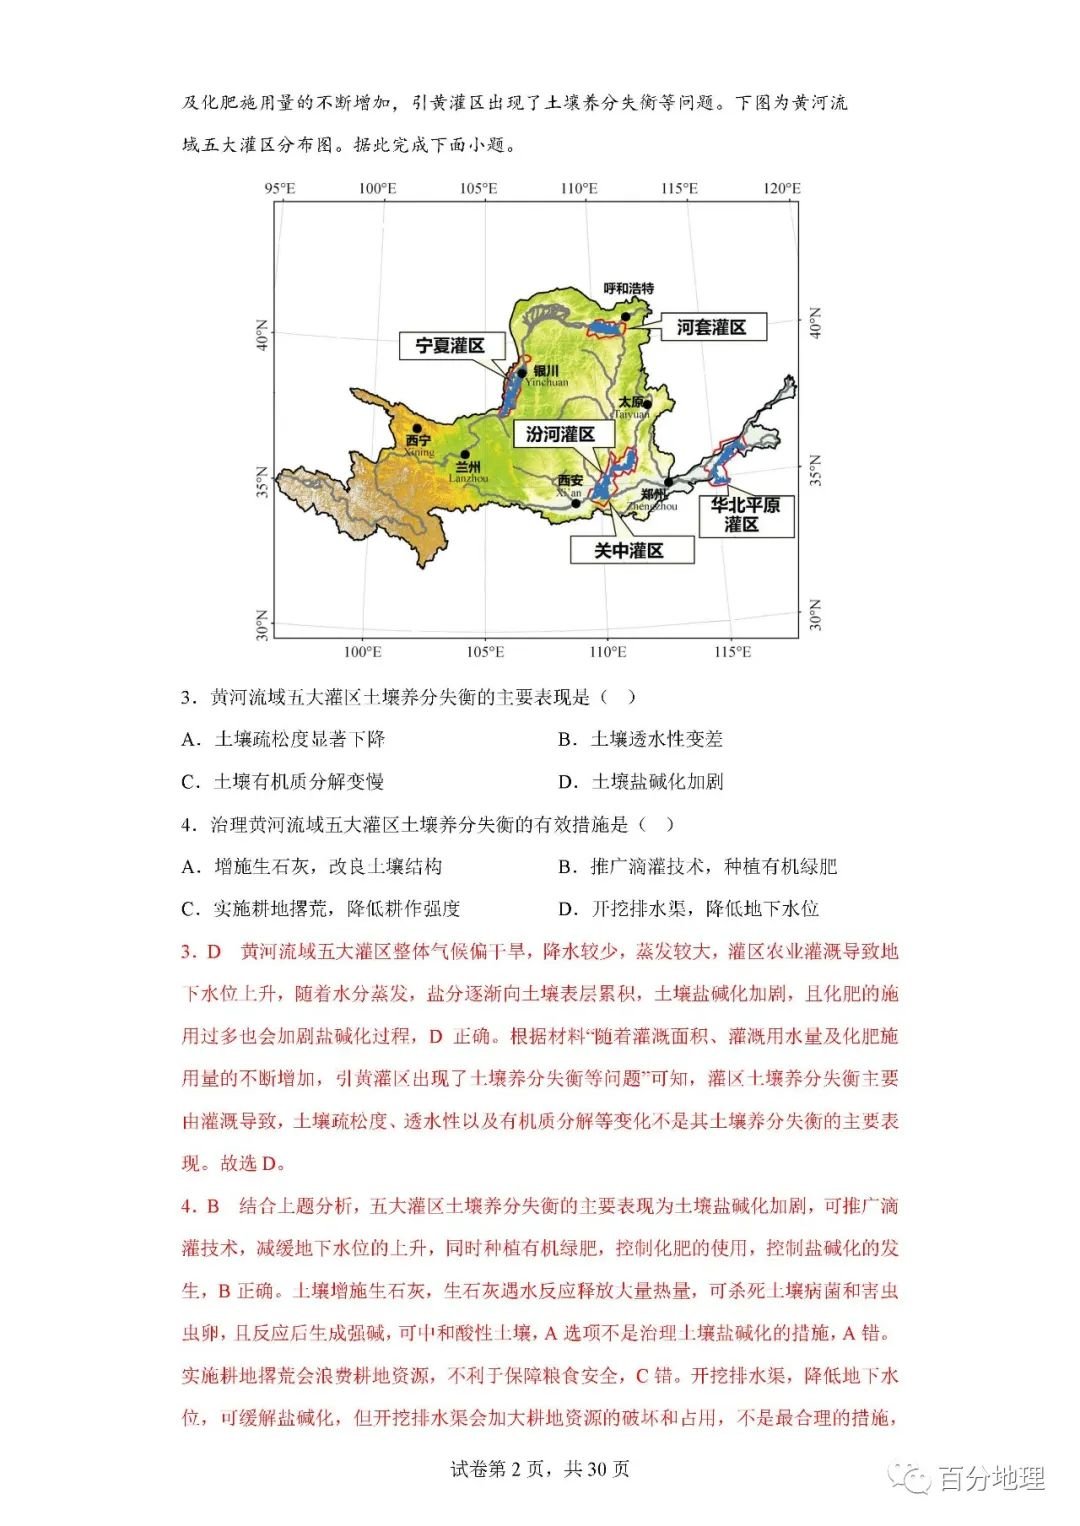 及化肥施用量的不断增加，引黄灌区出现了土壤养分失衡等问题。下图为黄河流
域五大灌区分布图。据此完成下面小题。
95°E 100°E 105°E 110°E 115°E 120°E
呼和浩特
40°N
40°N
河套灌区
宁夏灌区
银川
Yinchuan
太原
Taiyuan
汾河灌区
西宁
Xining
兰州
Lanzhou
35°N
35°N
西安
Xi'an
郑州
Zhengzhou
华北平原
灌区
关中灌区
30°N
30°N
100°E 105°E 110°E 115°E
3．黄河流域五大灌区土壤养分失衡的主要表现是（ ）
A．土壤疏松度显著下降 B．土壤透水性变差
C．土壤有机质分解变慢 D．土壤盐碱化加剧
4．治理黄河流域五大灌区土壤养分失衡的有效措施是（ ）
A．增施生石灰，改良土壤结构 B．推广滴灌技术，种植有机绿肥
C．实施耕地撂荒，降低耕作强度 D．开挖排水渠，降低地下水位
3．D 黄河流域五大灌区整体气候偏干旱，降水较少，蒸发较大，灌区农业灌溉导致地
下水位上升，随着水分蒸发，盐分逐渐向土壤表层累积，土壤盐碱化加剧，且化肥的施
用过多也会加剧盐碱化过程，D 正确。根据材料“随着灌溉面积、灌溉用水量及化肥施
用量的不断增加，引黄灌区出现了土壤养分失衡等问题”可知，灌区土壤养分失衡主要
由灌溉导致，土壤疏松度、透水性以及有机质分解等变化不是其土壤养分失衡的主要表
现。故选 D。
4．B 结合上题分析，五大灌区土壤养分失衡的主要表现为土壤盐碱化加剧，可推广滴
灌技术，减缓地下水位的上升，同时种植有机绿肥，控制化肥的使用，控制盐碱化的发
生，B 正确。土壤增施生石灰，生石灰遇水反应释放大量热量，可杀死土壤病菌和害虫
虫卵，且反应后生成强碱，可中和酸性土壤，A 选项不是治理土壤盐碱化的措施，A 错。
实施耕地撂荒会浪费耕地资源，不利于保障粮食安全，C 错。开挖排水渠，降低地下水
位，可缓解盐碱化，但开挖排水渠会加大耕地资源的破坏和占用，不是最合理的措施，
试卷第 2 页，共 30 页
百分地理